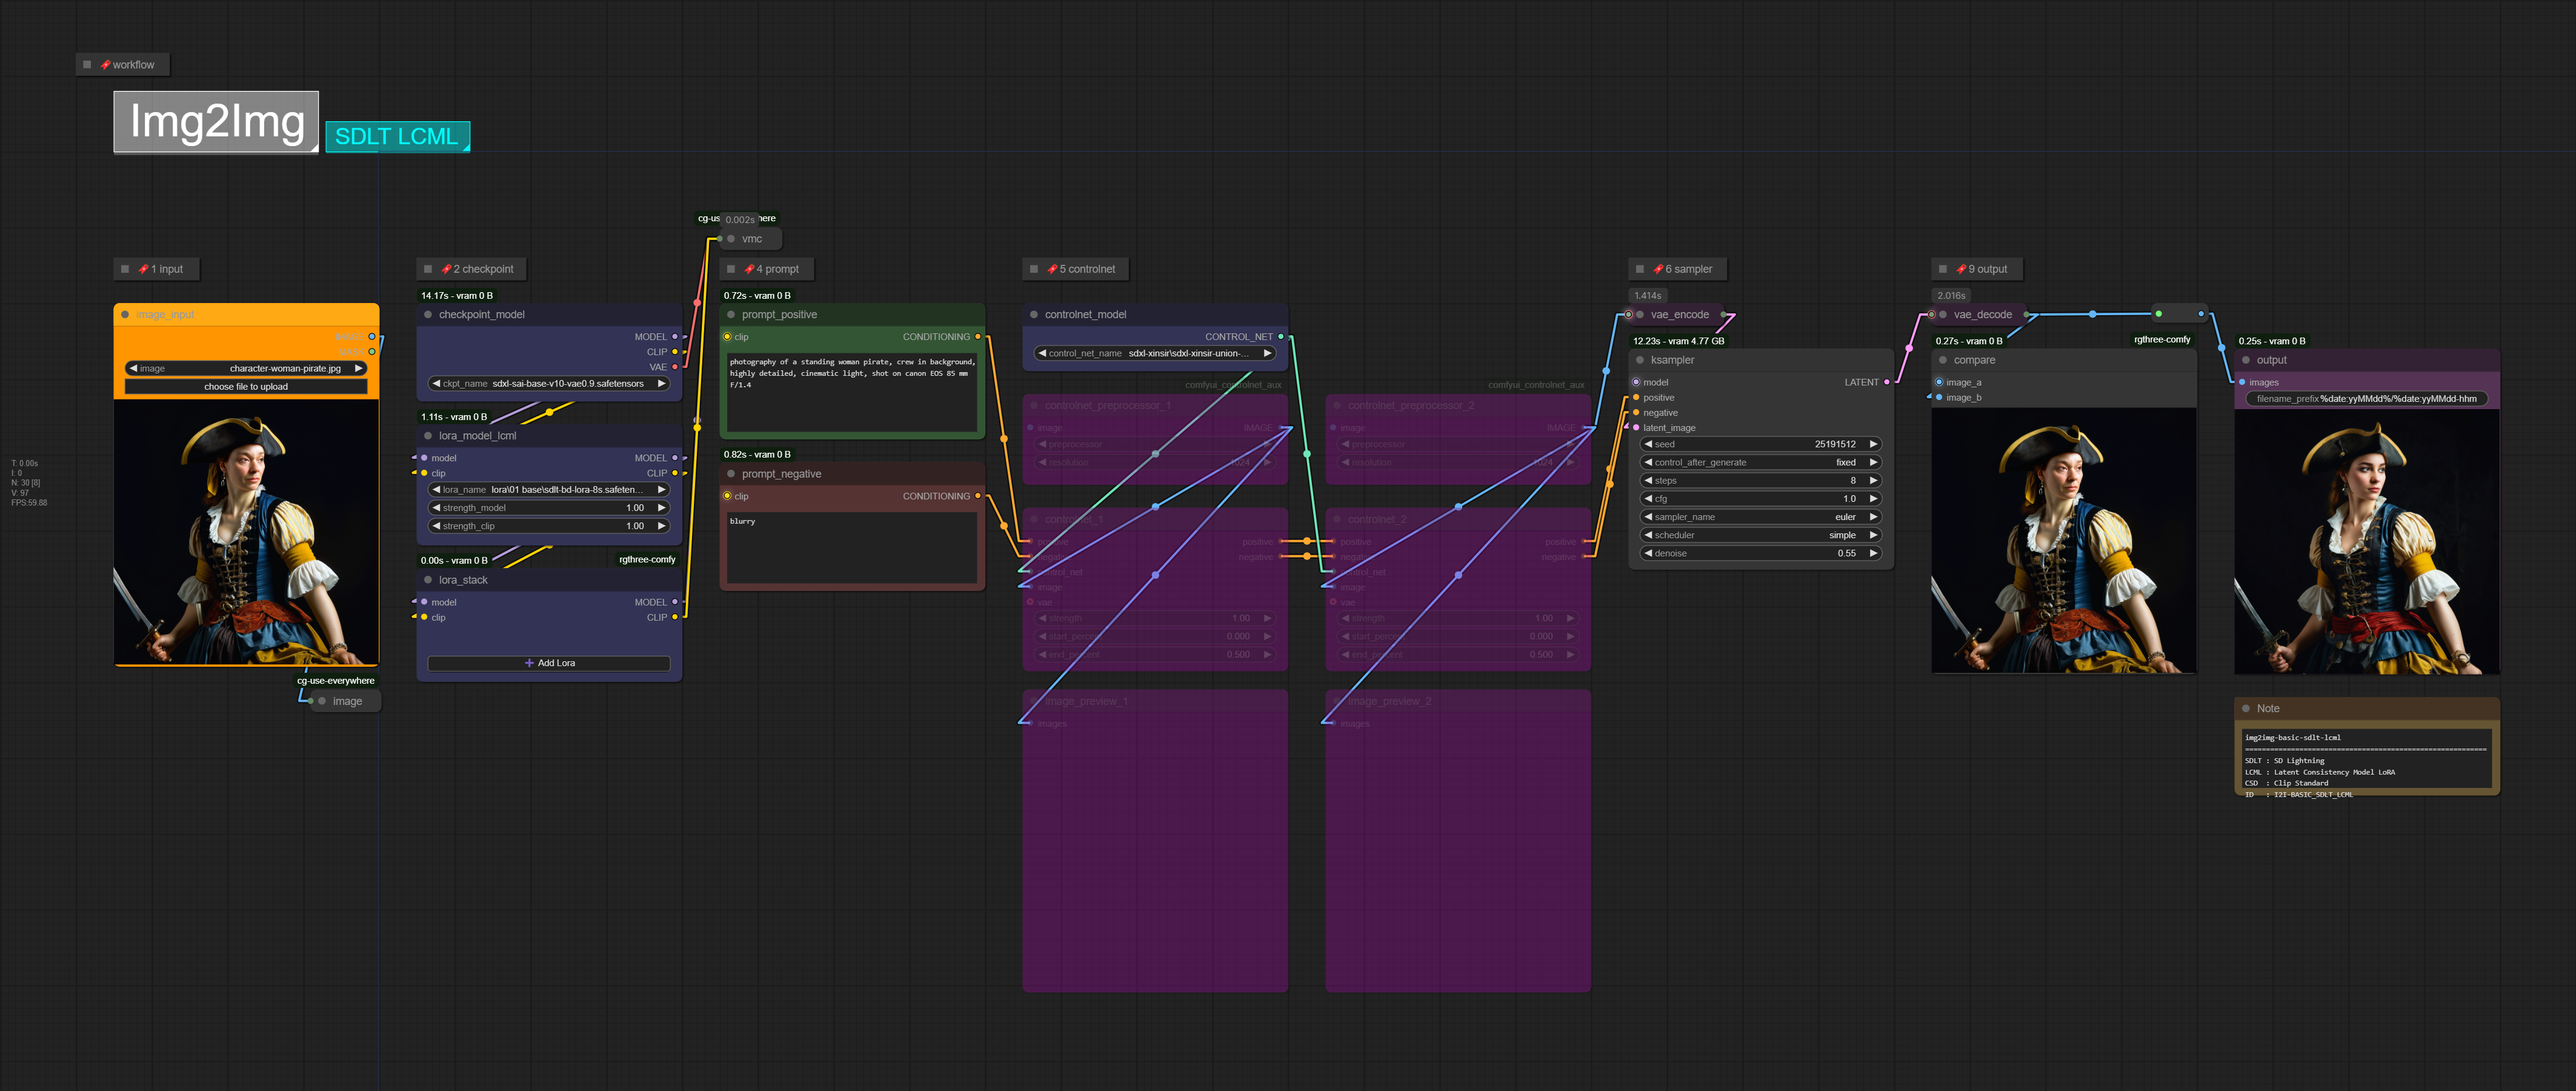 workflow
Img2Img
SDLT LCML
cg-us
here
0.002s
vmc
1 input
2 checkpoint
4 prompt
5 controlnet
6 sampler
9 output
image_input
IMAGE
MASK
image character-woman-pirate.jpg
choose file to upload
cg-use-everywhere
image
T: 0.00s
I: 0
N: 30 [8]
V: 97
FPS:59.88
14.17s - vram 0 B
checkpoint_model
MODEL
CLIP
VAE
ckpt_name sdxl-sai-base-v10-vae0.9.safetensors
1.11s - vram 0 B
lora_model_lcml
model MODEL
clip CLIP
lora_name lora\01 base\sdlt-bd-lora-8s.safeten...
strength_model 1.00
strength_clip 1.00
0.00s - vram 0 B
rgthree-comfy
lora_stack
model MODEL
clip CLIP
Add Lora
0.72s - vram 0 B
prompt_positive
clip CONDITIONING
photography of a standing woman pirate, crew in background,
highly detailed, cinematic light, shot on canon EOS 85 mm
F/1.4
0.82s - vram 0 B
prompt_negative
clip CONDITIONING
blurry
controlnet_model
CONTROL_NET
control_net_name sdxl-xinsir\sdxl-xinsir-union-...
comfyui_controlnet_aux
controlnet_preprocessor_1
image IMAGE
preprocessor
resolution 1024
controlnet_1
positive positive
negative negative
control_net
image
vae
strength 1.00
start_percent 0.000
end_percent 0.500
image_preview_1
images
comfyui_controlnet_aux
controlnet_preprocessor_2
image IMAGE
preprocessor
resolution 1024
controlnet_2
positive positive
negative negative
control_net
image
vae
strength 1.00
start_percent 0.000
end_percent 0.500
image_preview_2
images
1.414s
vae_encode
12.23s - vram 4.77 GB
ksampler
model LATENT
positive
negative
latent_image
seed 25191512
control_after_generate fixed
steps 8
cfg 1.0
sampler_name euler
scheduler simple
denoise 0.55
2.016s
vae_decode
0.27s - vram 0 B
rgthree-comfy
compare
image_a
image_b
0.25s - vram 0 B
output
images
filename_prefix %date:yyMMdd%/%date:yyMMdd-hhm
Note
img2img-basic-sdlt-lcml
============================================================
SDLT : SD Lightning
LCML : Latent Consistency Model LoRA
CSD : Clip Standard
ID : I2I-BASIC_SDLT_LCML